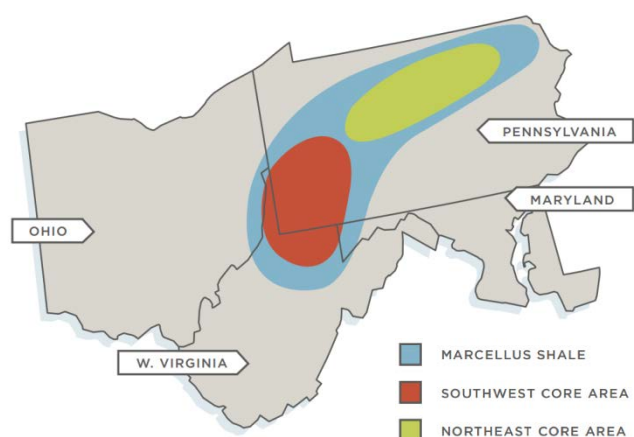 PENNSYLVANIA
MARYLAND
OHIO
W. VIRGINIA
MARCELLUS SHALE
SOUTHWEST CORE AREA
NORTHEAST CORE AREA